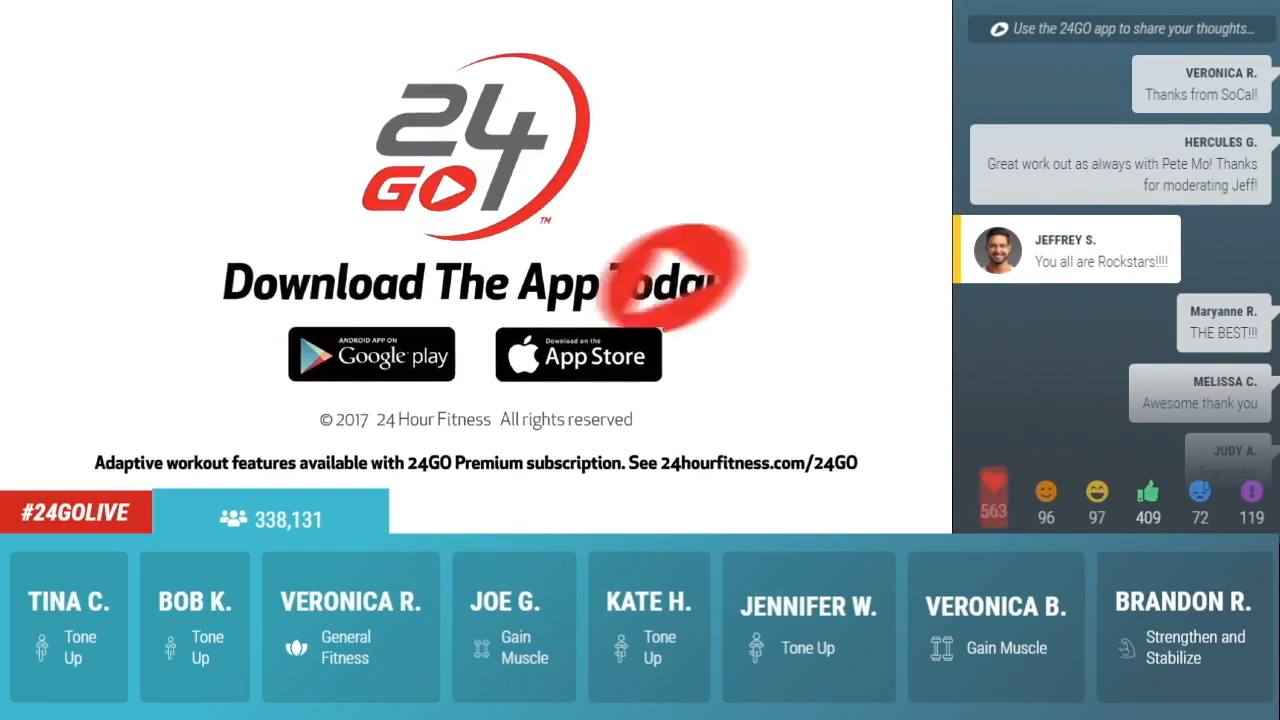 24
GO
TM
Download The App Today
ANDROID APP ON
Google play
Download on the
App Store
© 2017 24 Hour Fitness All rights reserved
Adaptive workout features available with 24GO Premium subscription. See 24hourfitness.com/24GO
Use the 24GO app to share your thoughts...
VERONICA R.
Thanks from SoCal!
HERCULES G.
Great work out as always with Pete Mo! Thanks
for moderating Jeff!
JEFFREY S.
You all are Rockstars!!!!
Maryanne R.
THE BEST!!!
MELISSA C.
Awesome thank you
JUDY A.
Energized!
563
96
97
409
72
119
#24GOLIVE
338,131
TINA C.
Tone
Up
BOB K.
Tone
Up
VERONICA R.
General
Fitness
JOE G.
Gain
Muscle
KATE H.
Tone
Up
JENNIFER W.
Tone Up
VERONICA B.
Gain Muscle
BRANDON R.
Strengthen and
Stabilize